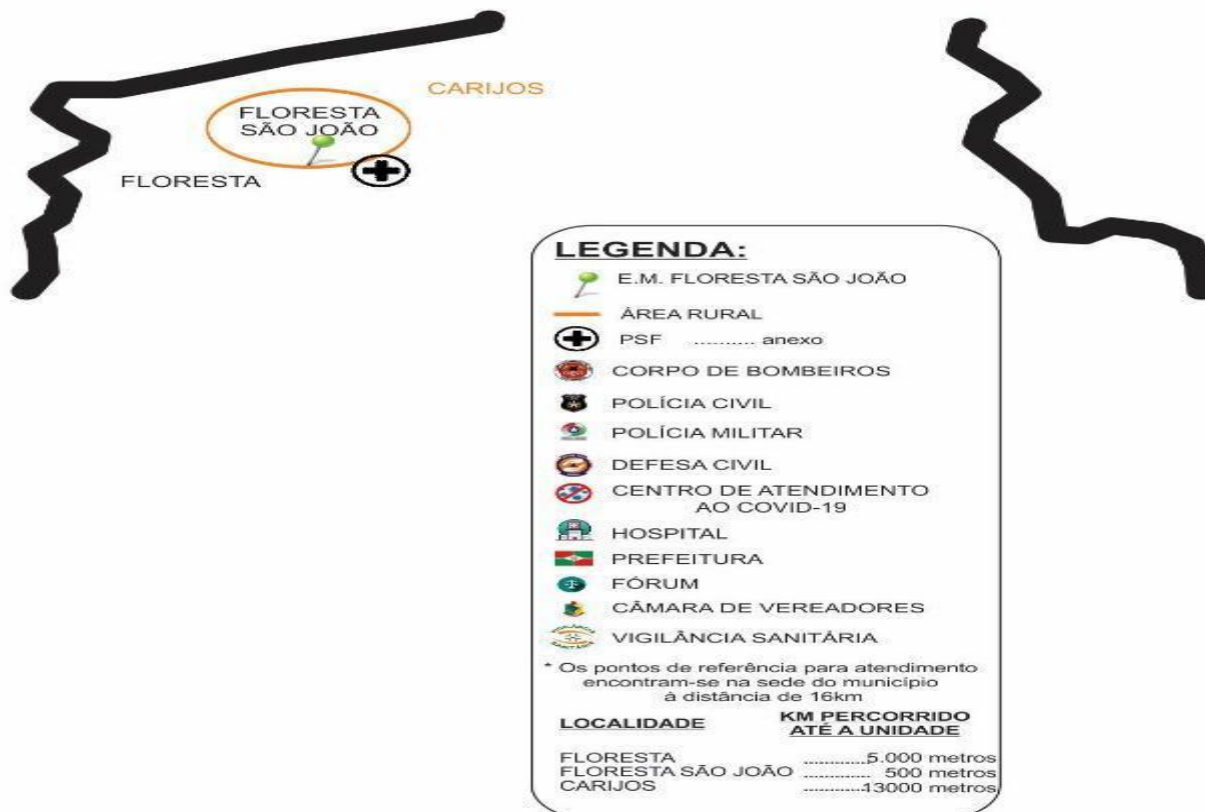 CARIJOS
FLORESTA
SÃO JOÃO
FLORESTA
LEGENDA:
E.M. FLORESTA SÃO JOÃO
ÁREA RURAL
PSF .......... anexo
CORPO DE BOMBEIROS
POLÍCIA CIVIL
POLÍCIA MILITAR
DEFESA CIVIL
CENTRO DE ATENDIMENTO
AO COVID-19
HOSPITAL
PREFEITURA
FÓRUM
CÂMARA DE VEREADORES
VIGILÂNCIA SANITÁRIA
* Os pontos de referência para atendimento
encontram-se na sede do município
à distância de 16km
LOCALIDADE KM PERCORRIDO
ATÉ A UNIDADE
FLORESTA ............5.000 metros
FLORESTA SÃO JOÃO ............ 500 metros
CARIJOS ...........13000 metros